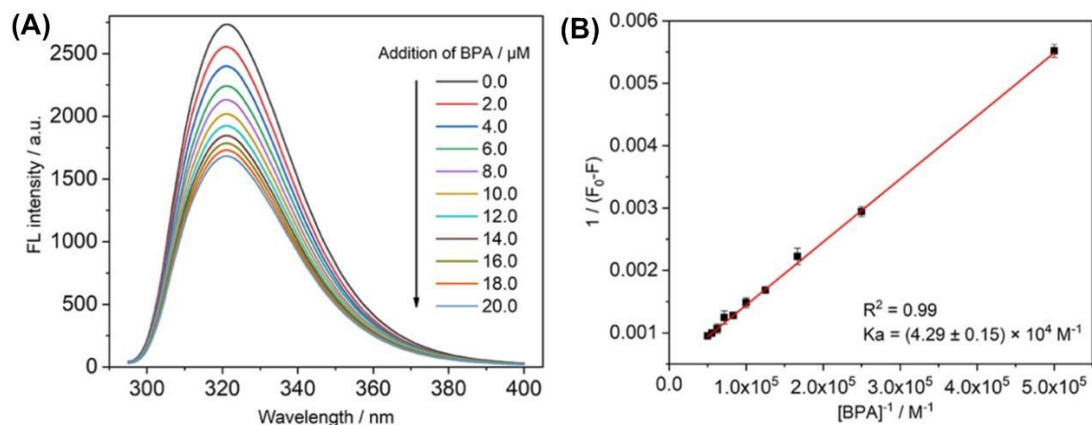 (A)
FL intensity / a.u.
2500
2000
1500
1000
500
0
300
320
340
360
380
400
Wavelength / nm
Addition of BPA / µM
0.0
2.0
4.0
6.0
8.0
10.0
12.0
14.0
16.0
18.0
20.0
(B)
1 / (F₀-F)
0.006
0.005
0.004
0.003
0.002
0.001
0.0
1.0x10⁵
2.0x10⁵
3.0x10⁵
4.0x10⁵
5.0x10⁵
[BPA]⁻¹ / M⁻¹
R² = 0.99
Ka = (4.29 ± 0.15) × 10⁴ M⁻¹